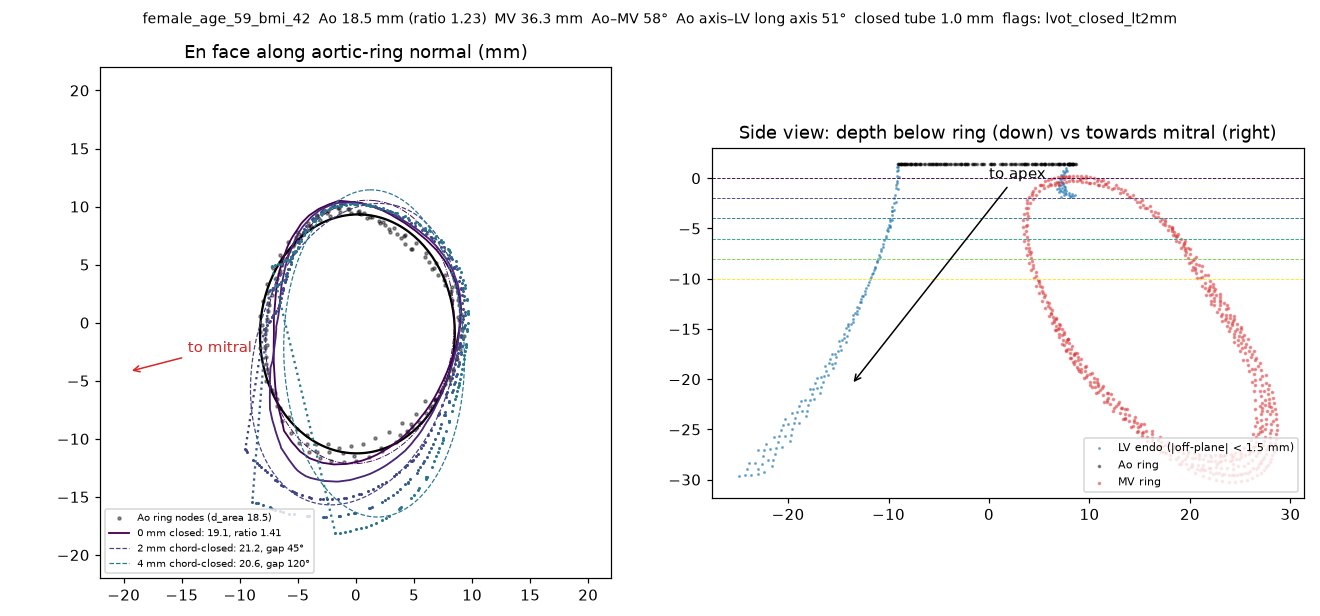 female_age_59_bmi_42  Ao 18.5 mm (ratio 1.23)  MV 36.3 mm  Ao–MV 58°  Ao axis–LV long axis 51°  closed tube 1.0 mm  flags: lvot_closed_lt2mm
En face along aortic-ring normal (mm)
20
15
10
5
0
−5
−10
−15
−20
to mitral
Ao ring nodes (d_area 18.5)
0 mm closed: 19.1, ratio 1.41
2 mm chord-closed: 21.2, gap 45°
4 mm chord-closed: 20.6, gap 120°
−20 −15 −10 −5 0 5 10 15 20
Side view: depth below ring (down) vs towards mitral (right)
0
−5
−10
−15
−20
−25
−30
to apex
LV endo (|off-plane| < 1.5 mm)
Ao ring
MV ring
−20 −10 0 10 20 30